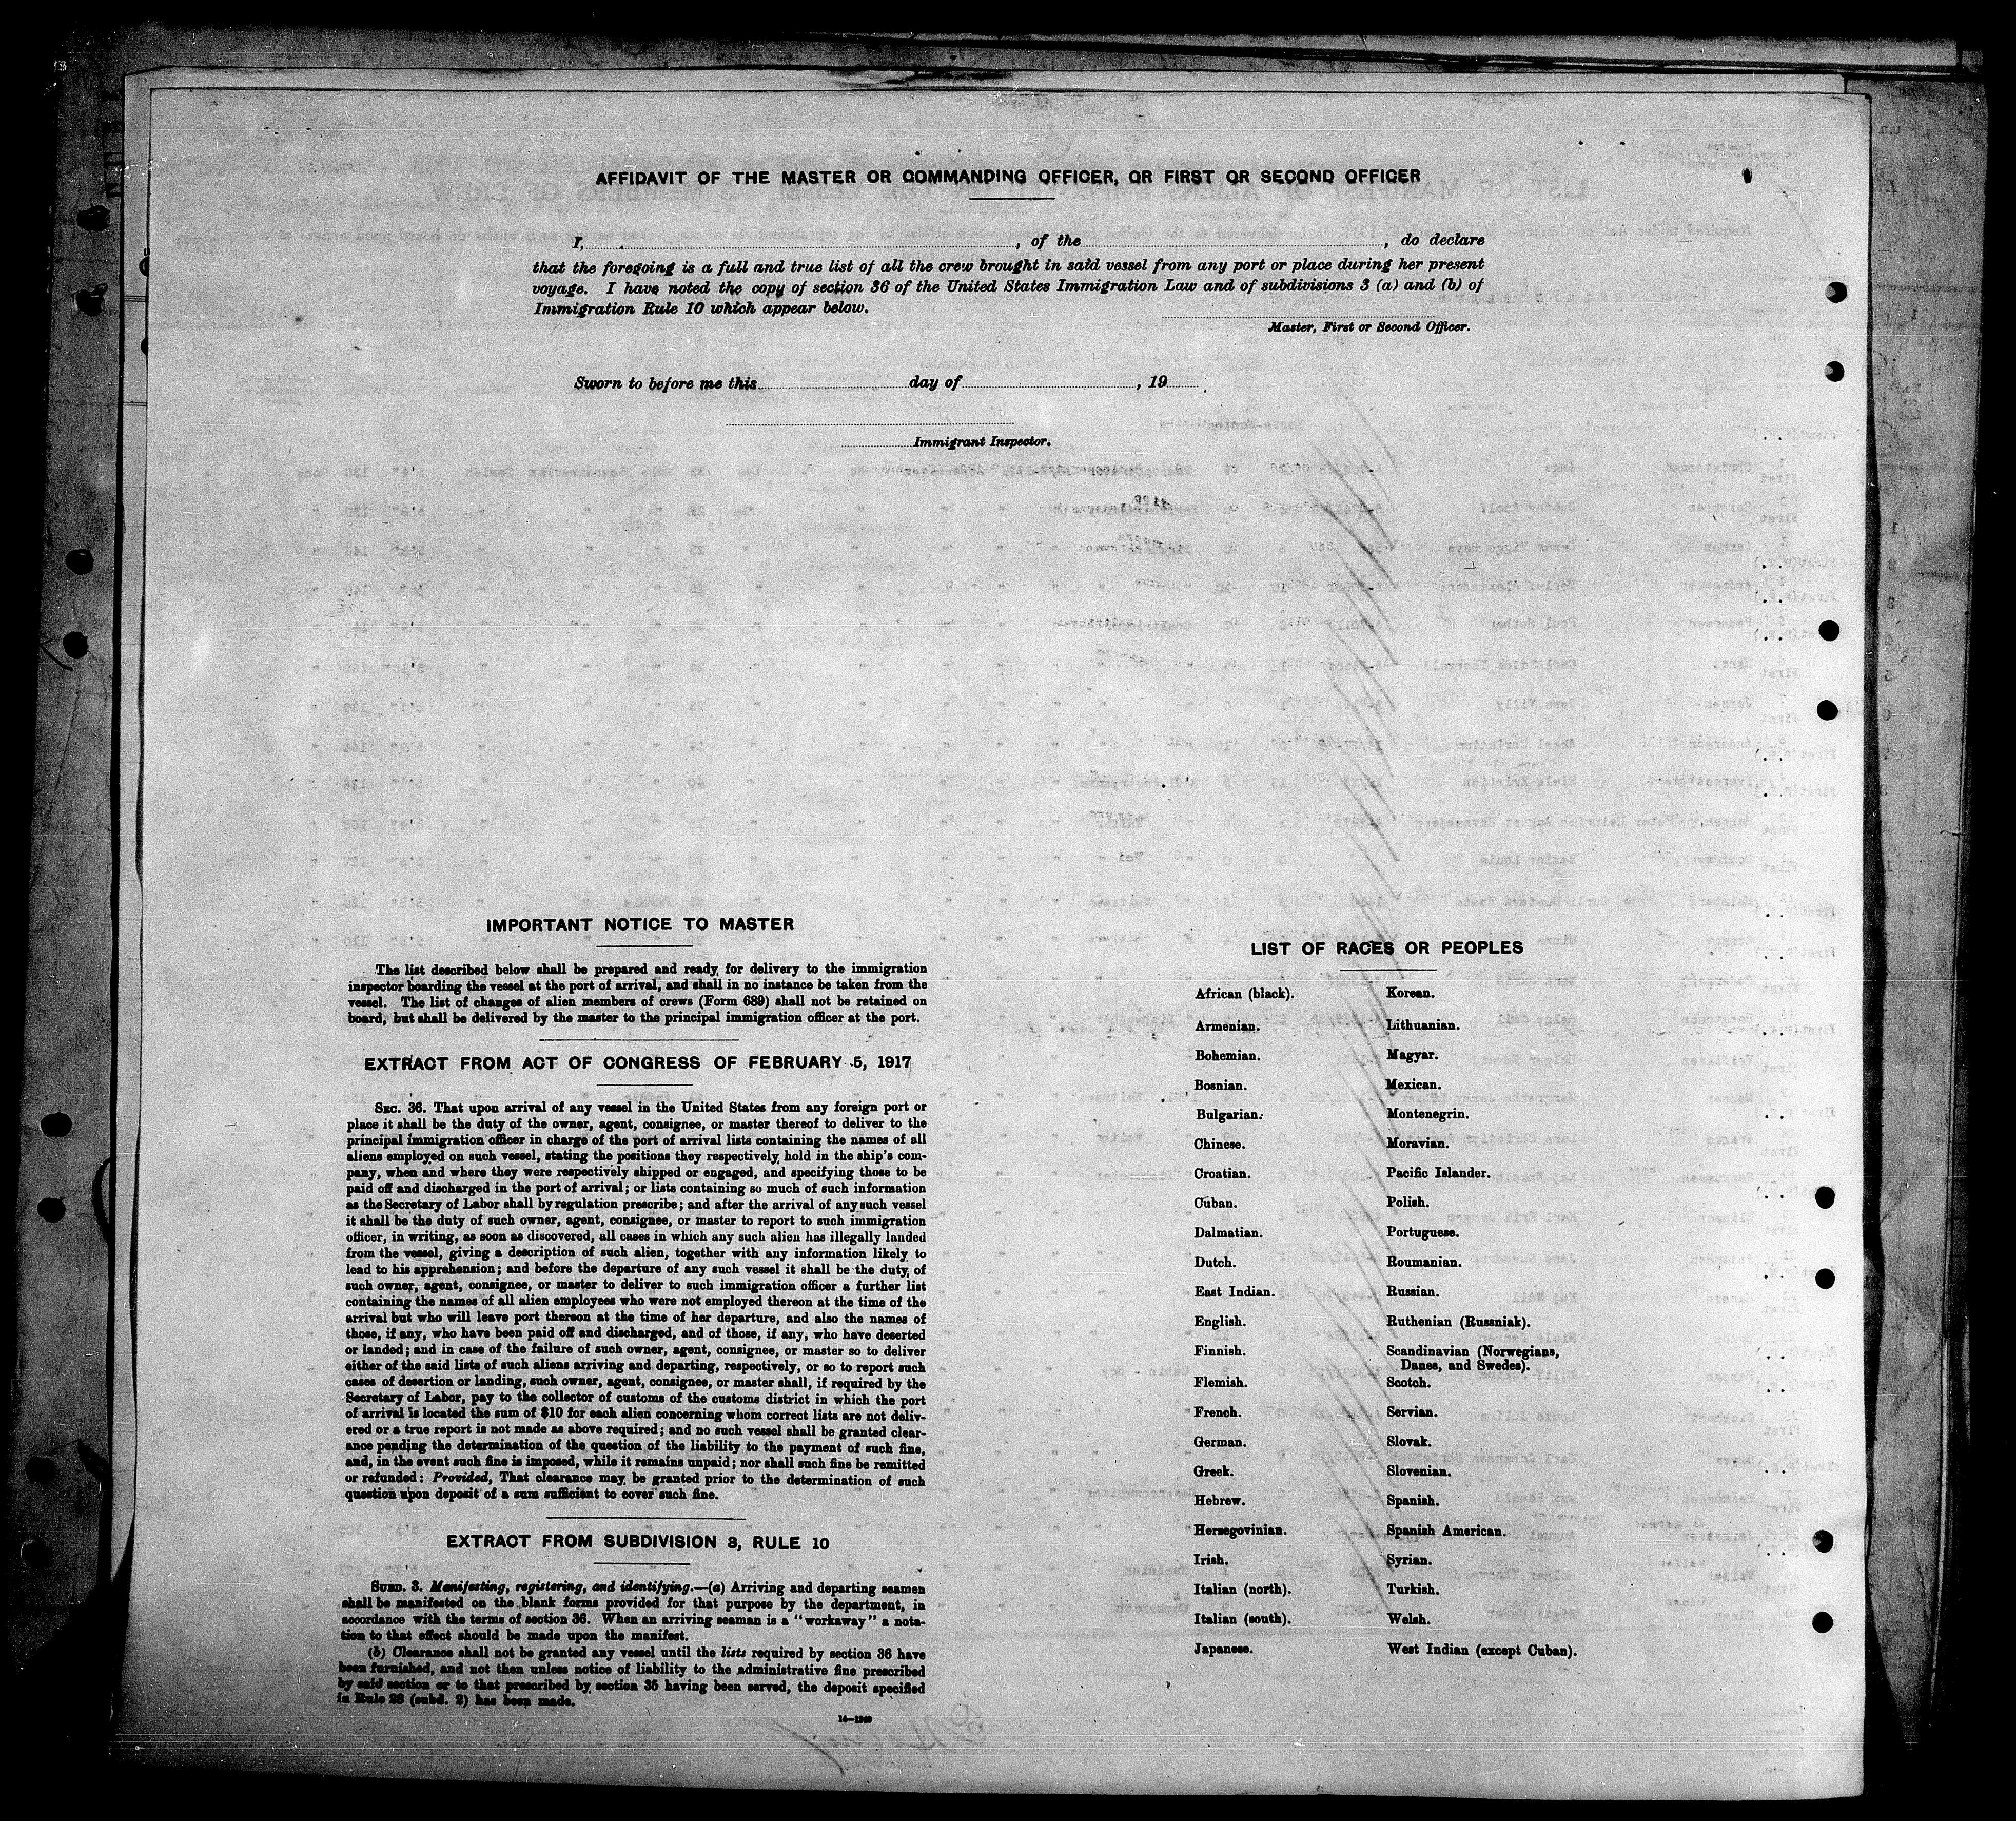 AFFIDAVIT OF THE MASTER OR COMMANDING OFFICER, OR FIRST OR SECOND OFFICER
I, , of the , do declare
that the foregoing is a full and true list of all the crew brought in said vessel from any port or place during her present
voyage. I have noted the copy of section 36 of the United States Immigration Law and of subdivisions 3 (a) and (b) of
Immigration Rule 10 which appear below.
Master, First or Second Officer.
Sworn to before me this day of , 19
Immigrant Inspector.
IMPORTANT NOTICE TO MASTER
The list described below shall be prepared and ready for delivery to the immigration
inspector boarding the vessel at the port of arrival, and shall in no instance be taken from the
vessel. The list of changes of alien members of crews (Form 689) shall not be retained on
board, but shall be delivered by the master to the principal immigration officer at the port.
EXTRACT FROM ACT OF CONGRESS OF FEBRUARY 5, 1917
SEC. 36. That upon arrival of any vessel in the United States from any foreign port or
place it shall be the duty of the owner, agent, consignee, or master thereof to deliver to the
principal immigration officer in charge of the port of arrival lists containing the names of all
aliens employed on such vessel, stating the positions they respectively hold in the ship's com-
pany, when and where they were respectively shipped or engaged, and specifying those to be
paid off and discharged in the port of arrival; or lists containing so much of such information
as the Secretary of Labor shall by regulation prescribe; and after the arrival of any such vessel
it shall be the duty of such owner, agent, consignee, or master to report to such immigration
officer, in writing, as soon as discovered, all cases in which any such alien has illegally landed
from the vessel, giving a description of such alien, together with any information likely to
lead to his apprehension; and before the departure of any such vessel it shall be the duty of
such owner, agent, consignee, or master to deliver to such immigration officer a further list
containing the names of all alien employees who were not employed thereon at the time of the
arrival but who will leave port thereon at the time of her departure, and also the names of
those, if any, who have been paid off and discharged, and of those, if any, who have deserted
or landed; and in case of the failure of such owner, agent, consignee, or master so to deliver
either of the said lists of such aliens arriving and departing, respectively, or so to report such
cases of desertion or landing, such owner, agent, consignee, or master shall, if required by the
Secretary of Labor, pay to the collector of customs of the customs district in which the port
of arrival is located the sum of $10 for each alien concerning whom correct lists are not deliv-
ered or a true report is not made as above required; and no such vessel shall be granted clear-
ance pending the determination of the question of the liability to the payment of such fine,
and, in the event such fine is imposed, while it remains unpaid; nor shall such fine be remitted
or refunded: Provided, That clearance may be granted prior to the determination of such
question upon deposit of a sum sufficient to cover such fine.
EXTRACT FROM SUBDIVISION 3, RULE 10
SUBD. 3. Manifesting, registering, and identifying.—(a) Arriving and departing seamen
shall be manifested on the blank forms provided for that purpose by the department, in
accordance with the terms of section 36. When an arriving seaman is a "workaway" a nota-
tion to that effect should be made upon the manifest.
(b) Clearance shall not be granted any vessel until the lists required by section 36 have
been furnished, and not then unless notice of liability to the administrative fine prescribed
by said section or to that prescribed by section 35 having been served, the deposit specified
in Rule 28 (subd. 2) has been made.
14—1240
LIST OF RACES OR PEOPLES
African (black).
Armenian.
Bohemian.
Bosnian.
Bulgarian.
Chinese.
Croatian.
Cuban.
Dalmatian.
Dutch.
East Indian.
English.
Finnish.
Flemish.
French.
German.
Greek.
Hebrew.
Herzegovinian.
Irish.
Italian (north).
Italian (south).
Japanese.
Korean.
Lithuanian.
Magyar.
Mexican.
Montenegrin.
Moravian.
Pacific Islander.
Polish.
Portuguese.
Roumanian.
Russian.
Ruthenian (Russniak).
Scandinavian (Norwegians,
Danes, and Swedes).
Scotch.
Servian.
Slovak.
Slovenian.
Spanish.
Spanish American.
Syrian.
Turkish.
Welsh.
West Indian (except Cuban).